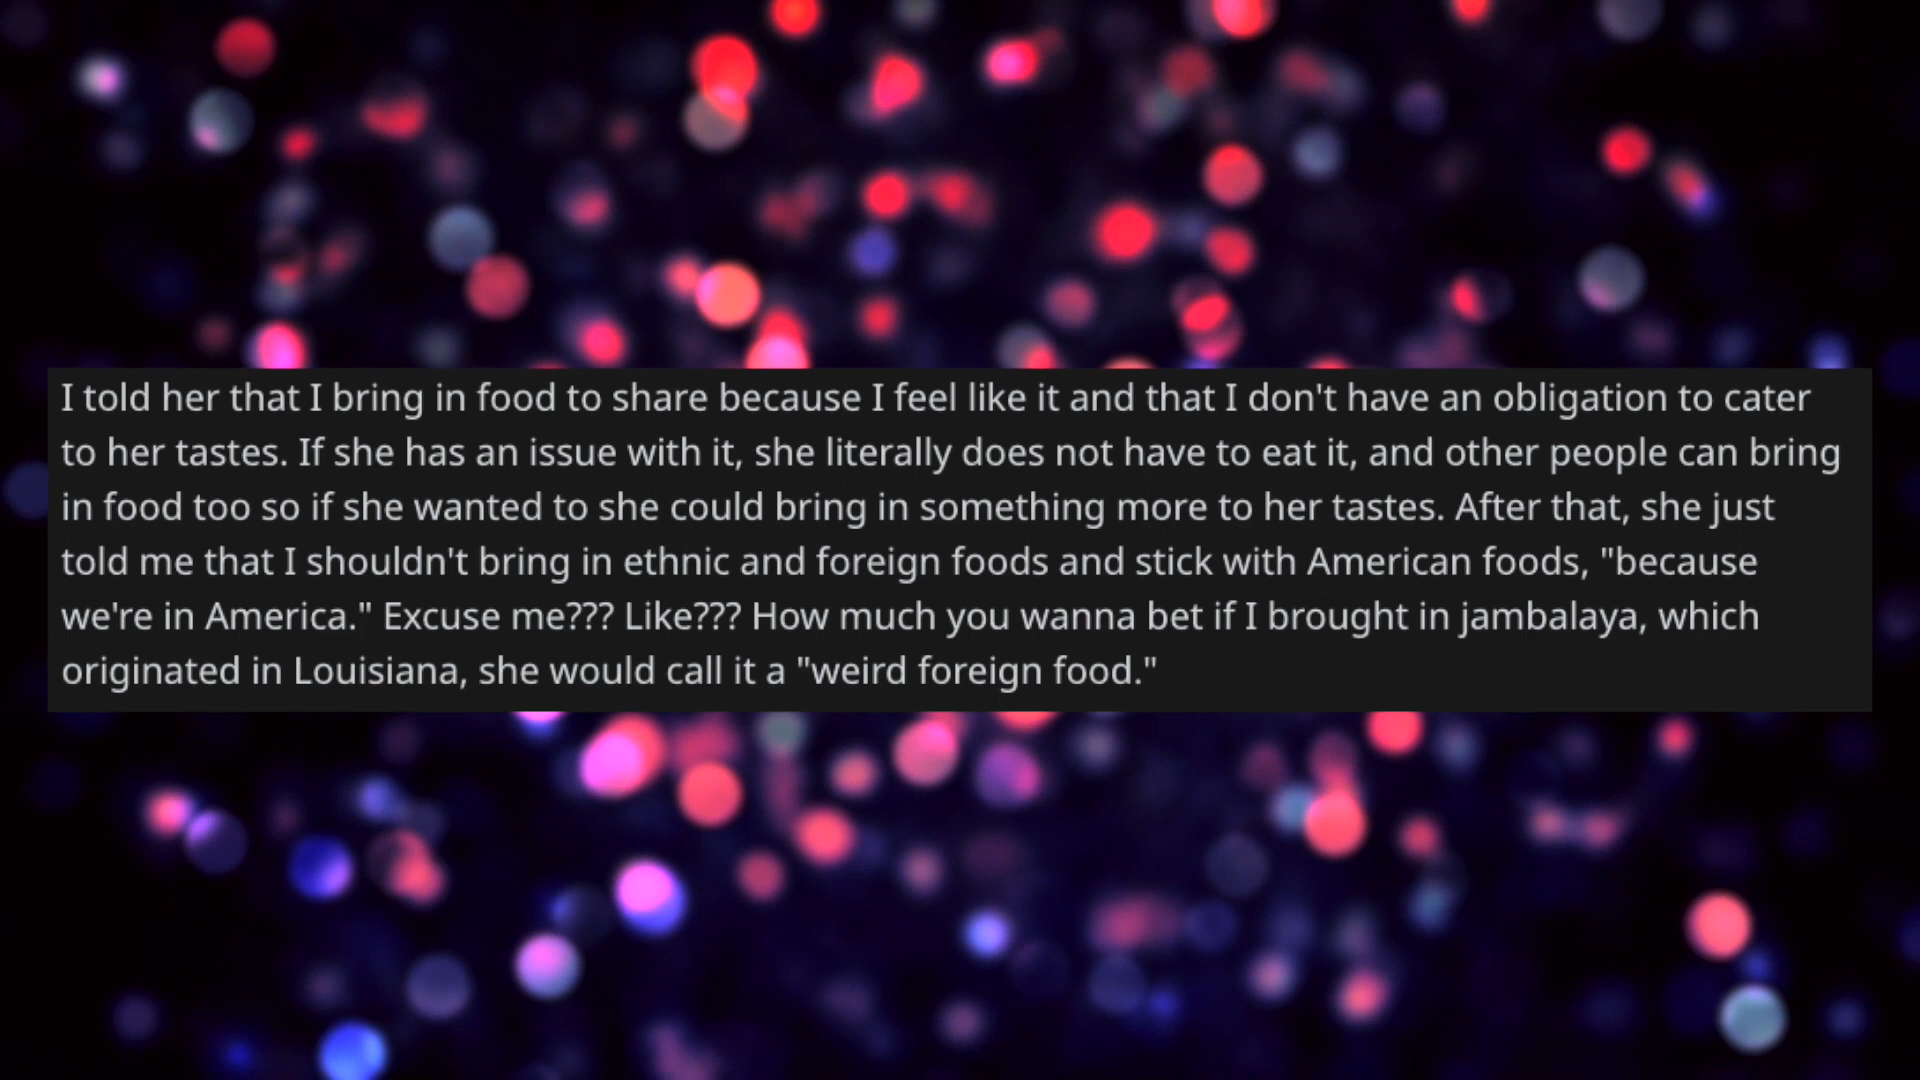 I told her that I bring in food to share because I feel like it and that I don't have an obligation to cater
to her tastes. If she has an issue with it, she literally does not have to eat it, and other people can bring
in food too so if she wanted to she could bring in something more to her tastes. After that, she just
told me that I shouldn't bring in ethnic and foreign foods and stick with American foods, "because
we're in America." Excuse me??? Like??? How much you wanna bet if I brought in jambalaya, which
originated in Louisiana, she would call it a "weird foreign food."